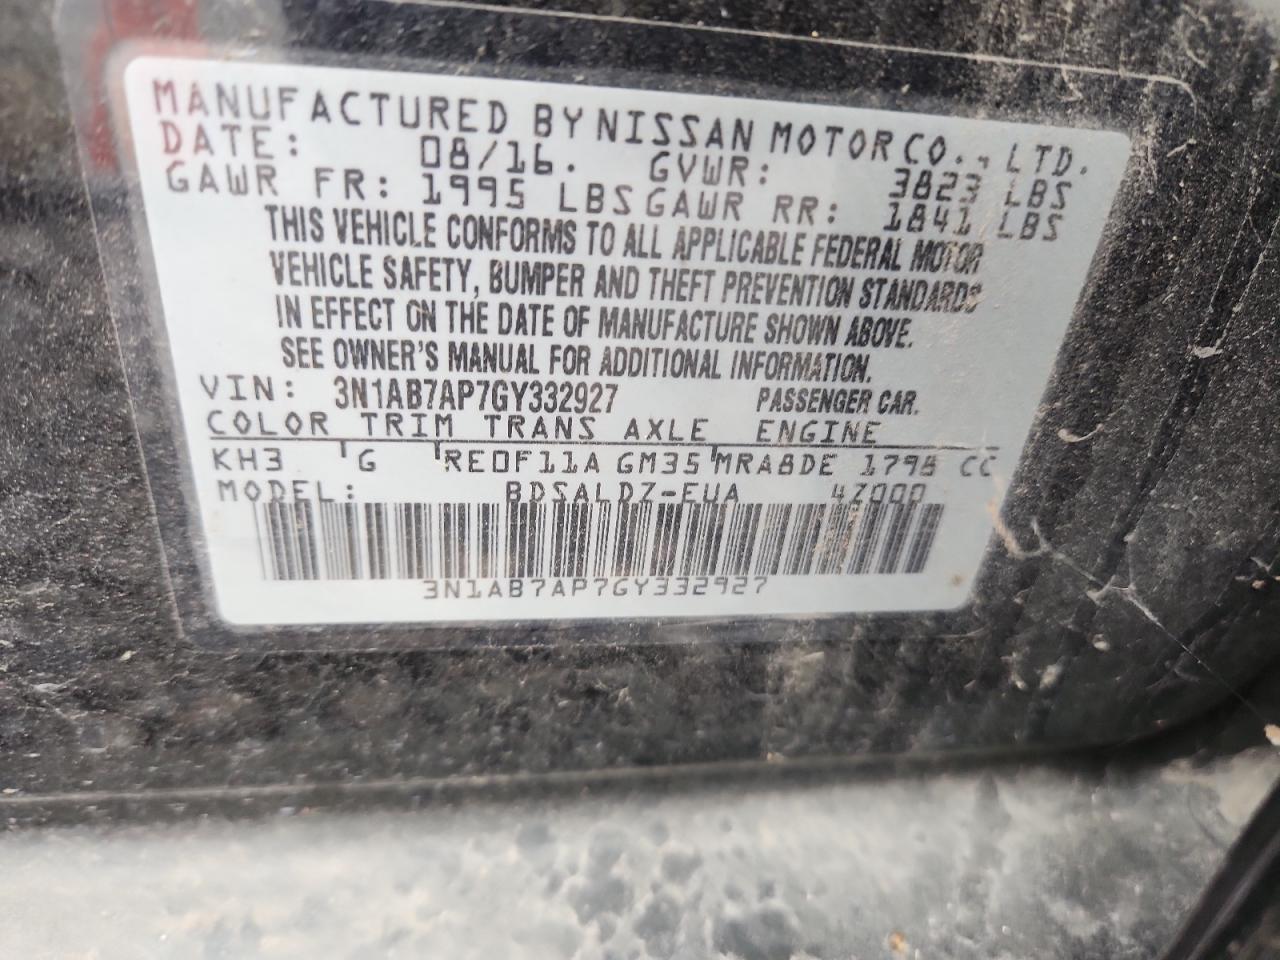 MANUFACTURED BY NISSAN MOTOR CO., LTD.
DATE: 08/16. GVWR: 3823 LBS
GAWR FR: 1995 LBS GAWR RR: 1841 LBS
THIS VEHICLE CONFORMS TO ALL APPLICABLE FEDERAL MOTOR
VEHICLE SAFETY, BUMPER AND THEFT PREVENTION STANDARDS
IN EFFECT ON THE DATE OF MANUFACTURE SHOWN ABOVE.
SEE OWNER'S MANUAL FOR ADDITIONAL INFORMATION.
VIN: 3N1AB7AP7GY332927 PASSENGER CAR.
COLOR TRIM TRANS AXLE ENGINE
KH3 G RE0F11A GM35 MRA8DE 1798 CC
MODEL: BDSALDZ-EUA 4Z000
3N1AB7AP7GY332927